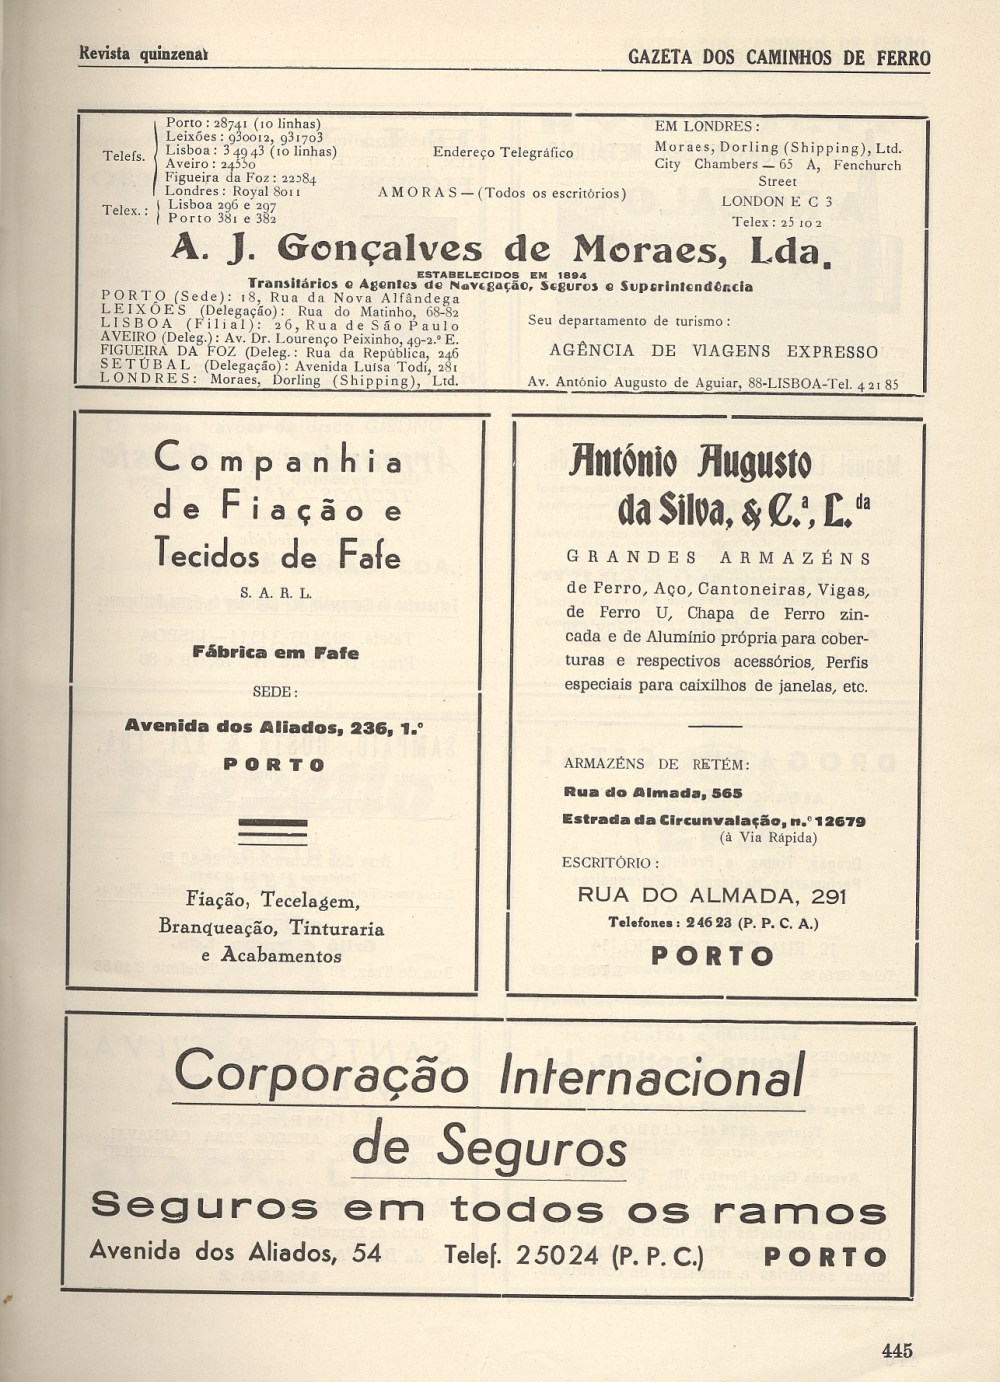 Revista quinzenal
GAZETA DOS CAMINHOS DE FERRO
Telefs.
Porto : 28741 (10 linhas)
Leixões : 930012, 931703
Lisboa : 3 49 43 (10 linhas)
Aveiro : 24550
Figueira da Foz : 22584
Londres : Royal 8011
Telex. :
Lisboa 296 e 297
Porto 381 e 382
Endereço Telegráfico
AMORAS — (Todos os escritórios)
EM LONDRES :
Moraes, Dorling (Shipping), Ltd.
City Chambers — 65 A, Fenchurch
Street
LONDON E C 3
Telex : 25 10 2
A. J. Gonçalves de Moraes, Lda.
ESTABELECIDOS EM 1894
Transitários e Agentes de Navegação, Seguros e Superintendência
PORTO (Sede): 18, Rua da Nova Alfândega
LEIXÕES (Delegação): Rua do Matinho, 68-82
LISBOA (Filial): 26, Rua de São Paulo
AVEIRO (Deleg.): Av. Dr. Lourenço Peixinho, 49-2.º E.
FIGUEIRA DA FOZ (Deleg.: Rua da República, 246
SETÚBAL (Delegação): Avenida Luísa Todi, 281
LONDRES: Moraes, Dorling (Shipping), Ltd.
Seu departamento de turismo :
AGÊNCIA DE VIAGENS EXPRESSO
Av. António Augusto de Aguiar, 88-LISBOA-Tel. 4 21 85
Companhia
de Fiação e
Tecidos de Fafe
S. A. R. L.
Fábrica em Fafe
SEDE :
Avenida dos Aliados, 236, 1.º
PORTO
Fiação, Tecelagem,
Branqueação, Tinturaria
e Acabamentos
António Augusto
da Silva, & C.ª, L.da
GRANDES ARMAZÉNS
de Ferro, Aço, Cantoneiras, Vigas,
de Ferro U, Chapa de Ferro zin-
cada e de Alumínio própria para cober-
turas e respectivos acessórios, Perfis
especiais para caixilhos de janelas, etc.
ARMAZÉNS DE RETÉM:
Rua do Almada, 565
Estrada da Circunvalação, n.º 12679
(à Via Rápida)
ESCRITÓRIO :
RUA DO ALMADA, 291
Telefones : 2 46 23 (P. P. C. A.)
PORTO
Corporação Internacional
de Seguros
Seguros em todos os ramos
Avenida dos Aliados, 54 Telef. 25024 (P. P. C.) PORTO
445